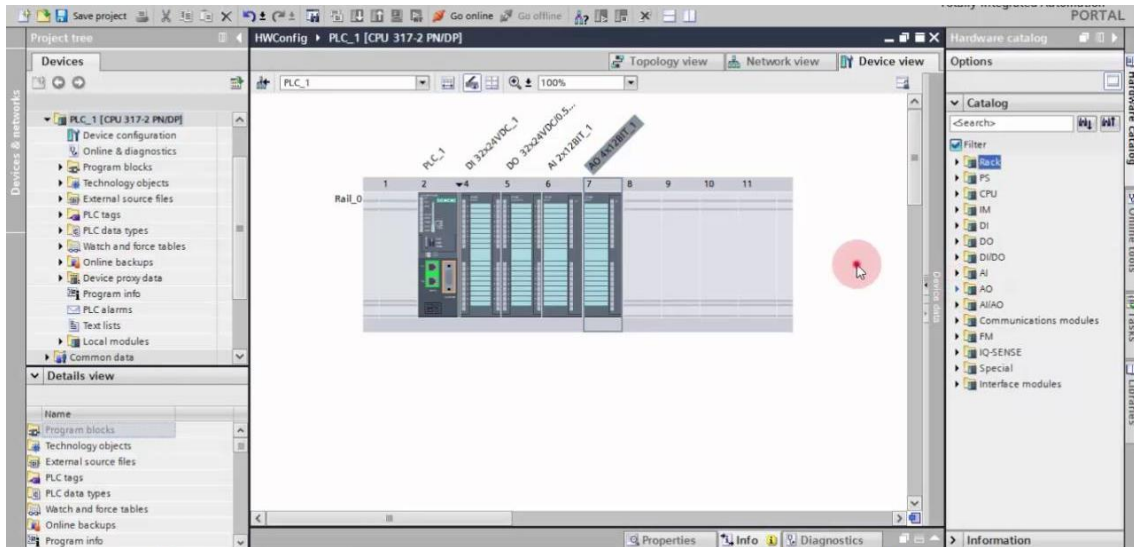 Totally Integrated Automation
PORTAL
Save project
Go online
Go offline
Project tree
HWConfig
PLC_1 [CPU 317-2 PN/DP]
Hardware catalog
Devices
Topology view
Network view
Device view
Options
PLC_1
100%
Catalog
<Search>
Filter
PLC_1 [CPU 317-2 PN/DP]
Device configuration
Online & diagnostics
Program blocks
Technology objects
External source files
PLC tags
PLC data types
Watch and force tables
Online backups
Device proxy data
Program info
PLC alarms
Text lists
Local modules
Common data
Details view
Name
Program blocks
Technology objects
External source files
PLC tags
PLC data types
Watch and force tables
Online backups
Program info
Devices & networks
PLC_1
DI 32x24VDC_1
DO 32x24VDC/0.5...
AI 2x12BIT_1
AO 4x12BIT_1
1 2 4 5 6 7 8 9 10 11
Rail_0
Device data
Rack
PS
CPU
IM
DI
DO
DI/DO
AI
AO
AI/AO
Communications modules
FM
IQ-SENSE
Special
Interface modules
Hardware catalog
Online tools
Tasks
Libraries
Properties
Info
Diagnostics
Information